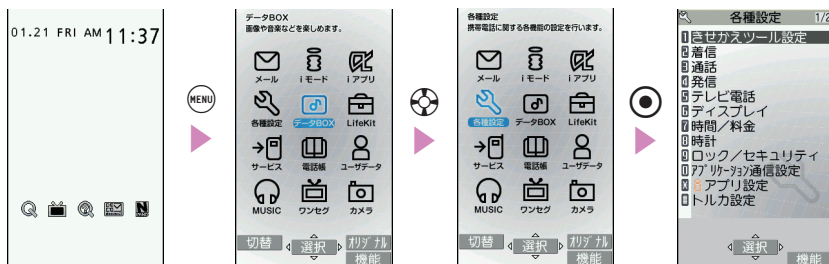 01.21 FRI AM 11:37
MENU
データBOX
画像や音楽などを楽しめます。
メール
iモード
iアプリ
各種設定
データBOX
LifeKit
サービス
電話帳
ユーザデータ
MUSIC
ワンセグ
カメラ
切替
選択
オリジナル
機能
各種設定
携帯電話に関する各機能の設定を行います。
メール
iモード
iアプリ
各種設定
データBOX
LifeKit
サービス
電話帳
ユーザデータ
MUSIC
ワンセグ
カメラ
切替
選択
オリジナル
機能
各種設定 1/2
1きせかえツール設定
2着信
3通話
4発信
5テレビ電話
6ディスプレイ
7時間/料金
8時計
9ロック/セキュリティ
0アプリケーション通信設定
iアプリ設定
トルカ設定
選択
機能